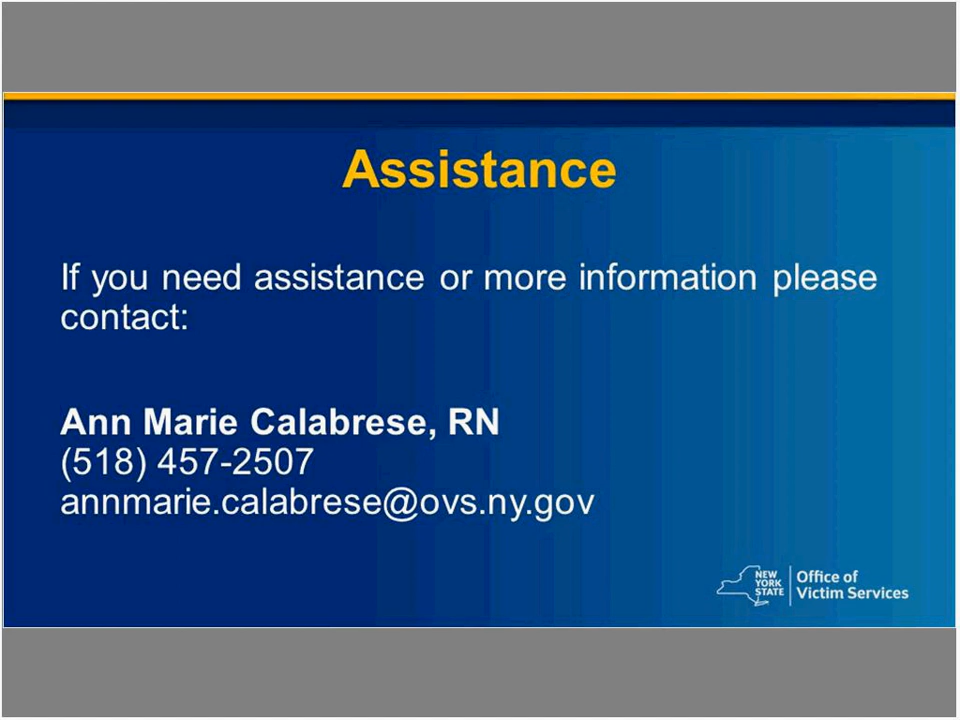 Assistance
If you need assistance or more information please
contact:
Ann Marie Calabrese, RN
(518) 457-2507
annmarie.calabrese@ovs.ny.gov
NEW
YORK
STATE
Office of
Victim Services